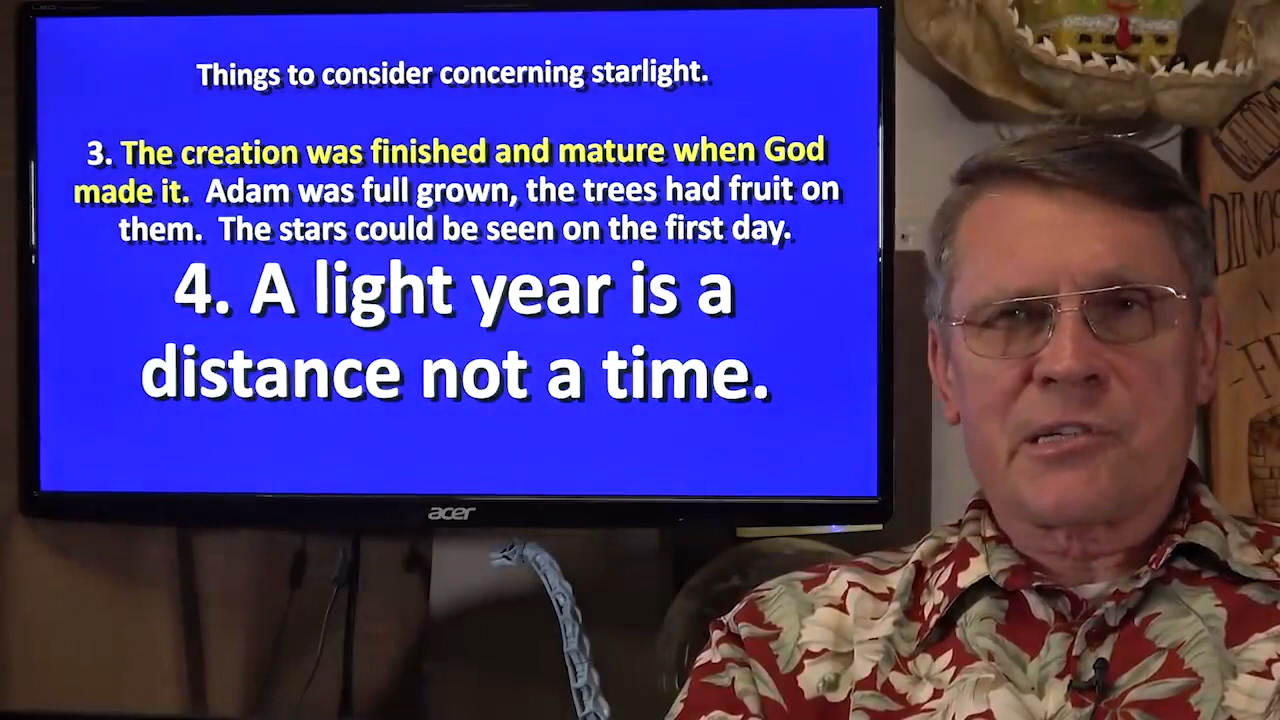 Things to consider concerning starlight.
3. The creation was finished and mature when God
made it. Adam was full grown, the trees had fruit on
them. The stars could be seen on the first day.
4. A light year is a
distance not a time.
acer